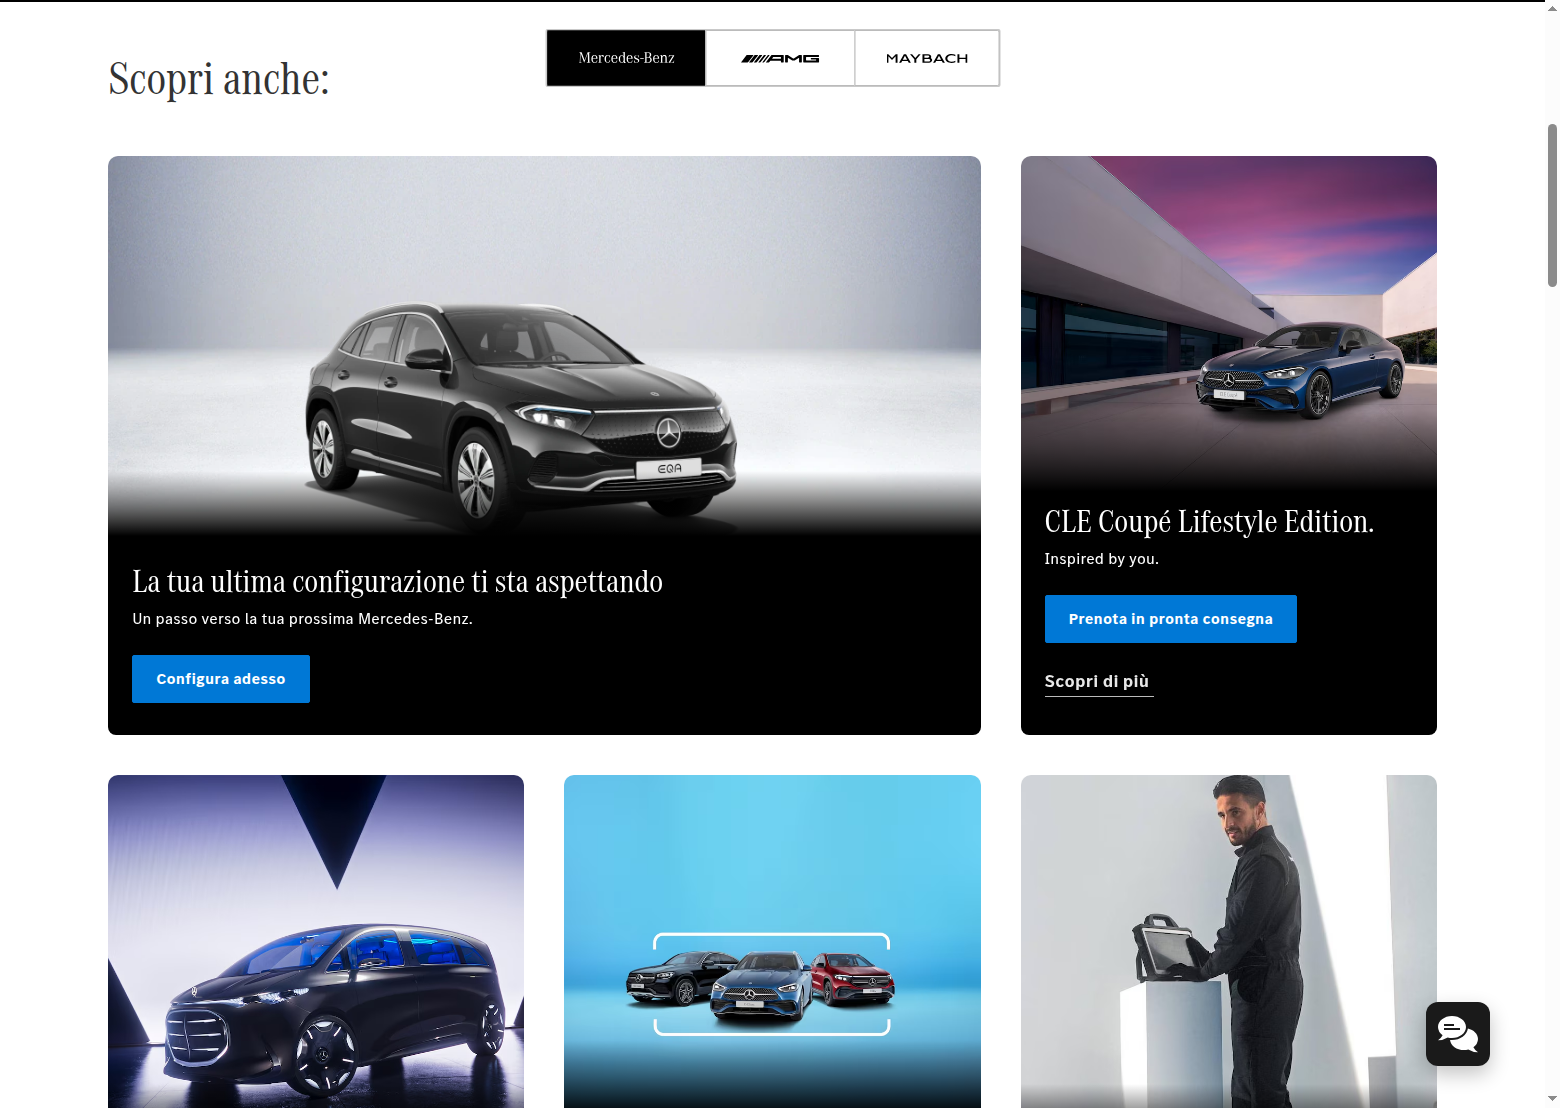 Scopri anche:
Mercedes-Benz
AMG
MAYBACH
EQA
La tua ultima configurazione ti sta aspettando
Un passo verso la tua prossima Mercedes-Benz.
Configura adesso
CLE Coupé Lifestyle Edition.
Inspired by you.
Prenota in pronta consegna
Scopri di più